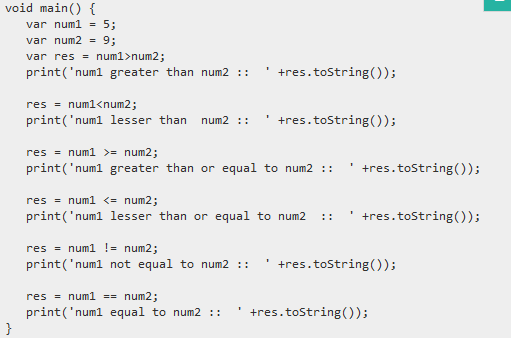 void main() {
   var num1 = 5;
   var num2 = 9;
   var res = num1>num2;
   print('num1 greater than num2 ::  ' +res.toString());

   res = num1<num2;
   print('num1 lesser than  num2 ::  ' +res.toString());

   res = num1 >= num2;
   print('num1 greater than or equal to num2 ::  ' +res.toString());

   res = num1 <= num2;
   print('num1 lesser than or equal to num2  ::  ' +res.toString());

   res = num1 != num2;
   print('num1 not equal to num2 ::  ' +res.toString());

   res = num1 == num2;
   print('num1 equal to num2 ::  ' +res.toString());
}